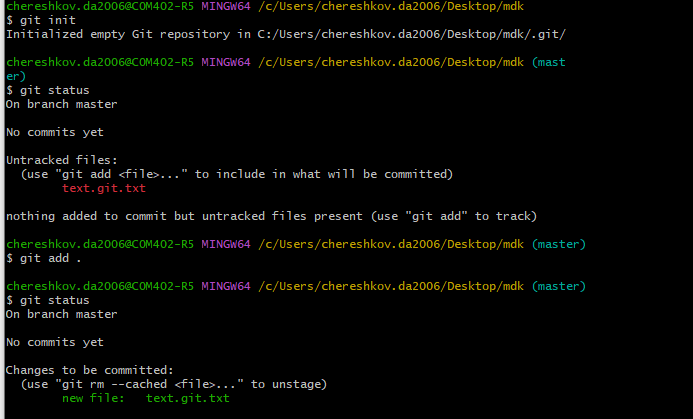 chereshkov.da2006@COM402-R5 MINGW64 /c/Users/chereshkov.da2006/Desktop/mdk
$ git init
Initialized empty Git repository in C:/Users/chereshkov.da2006/Desktop/mdk/.git/
chereshkov.da2006@COM402-R5 MINGW64 /c/Users/chereshkov.da2006/Desktop/mdk (mast
er)
$ git status
On branch master
No commits yet
Untracked files:
(use "git add <file>..." to include in what will be committed)
text.git.txt
nothing added to commit but untracked files present (use "git add" to track)
chereshkov.da2006@COM402-R5 MINGW64 /c/Users/chereshkov.da2006/Desktop/mdk (master)
$ git add .
chereshkov.da2006@COM402-R5 MINGW64 /c/Users/chereshkov.da2006/Desktop/mdk (master)
$ git status
On branch master
No commits yet
Changes to be committed:
(use "git rm --cached <file>..." to unstage)
new file:   text.git.txt